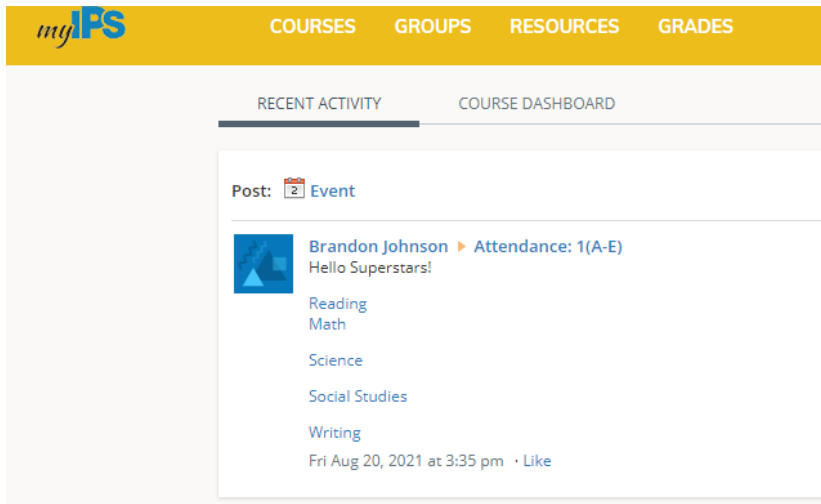 myIPS
COURSES GROUPS RESOURCES GRADES
RECENT ACTIVITY COURSE DASHBOARD
Post: 2 Event
Brandon Johnson Attendance: 1(A-E)
Hello Superstars!
Reading
Math
Science
Social Studies
Writing
Fri Aug 20, 2021 at 3:35 pm · Like